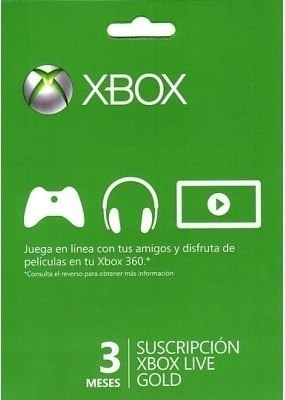 XBOX
Juega en línea con tus amigos y disfruta de
películas en tu Xbox 360.*
*Consulta el reverso para obtener más información
3 MESES
SUSCRIPCIÓN
XBOX LIVE
GOLD